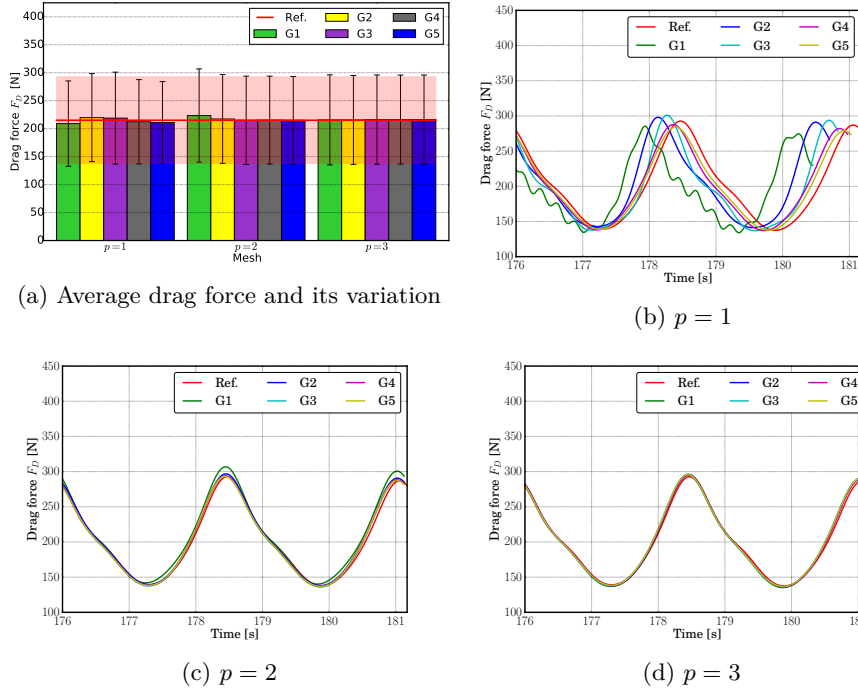 Ref. G2 G4
G1 G3 G5
Drag force F_D [N]
400
350
300
250
200
150
100
50
0
p=1 p=2 p=3
Mesh
(a) Average drag force and its variation
Ref. G2 G4
G1 G3 G5
Drag force F_D [N]
450
400
350
300
250
200
150
100
176 177 178 179 180 181
Time [s]
(b) p = 1
Ref. G2 G4
G1 G3 G5
Drag force F_D [N]
450
400
350
300
250
200
150
100
176 177 178 179 180 181
Time [s]
(c) p = 2
Ref. G2 G4
G1 G3 G5
Drag force F_D [N]
450
400
350
300
250
200
150
100
176 177 178 179 180 181
Time [s]
(d) p = 3